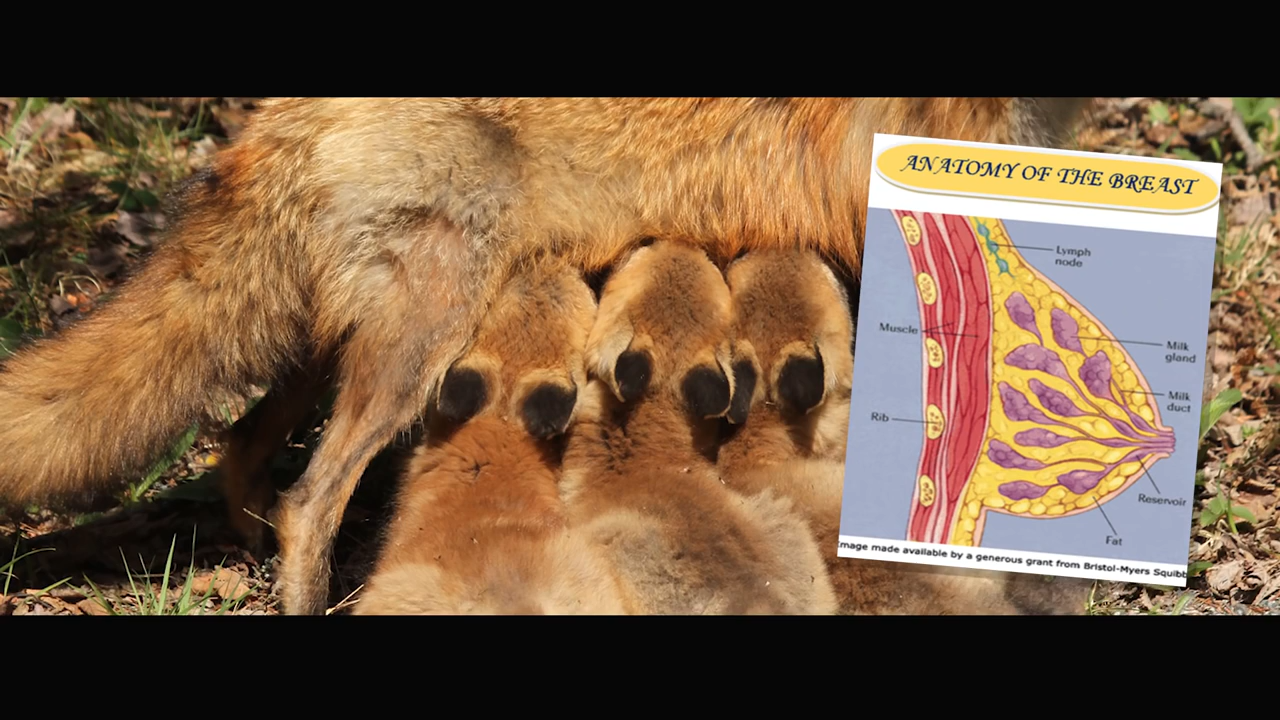 ANATOMY OF THE BREAST
Lymph
node
Muscle
Milk
gland
Milk
duct
Rib
Reservoir
Fat
mage made available by a generous grant from Bristol-Myers Squibb